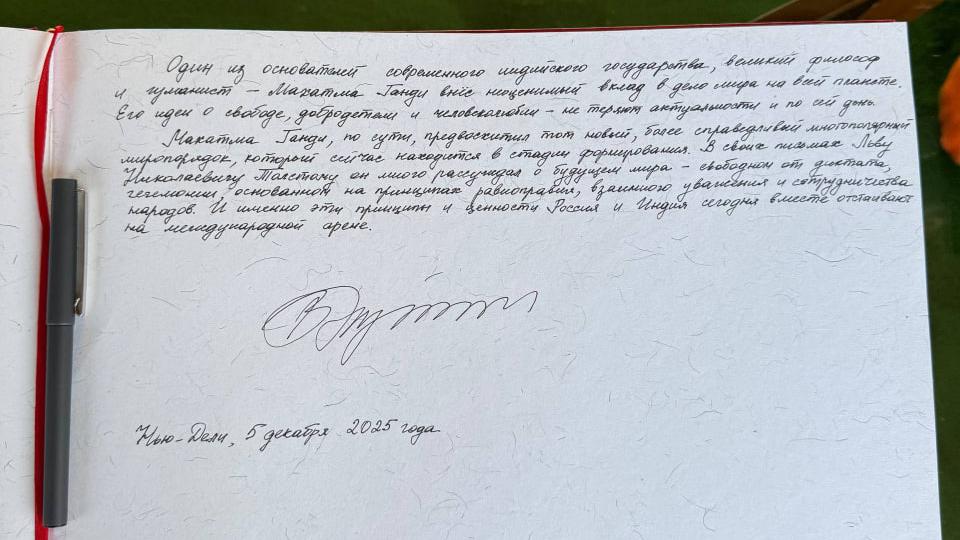 Один из основателей современного индийского государства, великий философ
и гуманист – Махатма Ганди внёс неоценимый вклад в дело мира на всей планете.
Его идеи о свободе, добродетели и человеколюбии – не теряют актуальности и по сей день.
Махатма Ганди, по сути, предвосхитил тот новый, более справедливый многополярный
миропорядок, который сейчас находится в стадии формирования. В своих письмах Льву
Николаевичу Толстому он много рассуждал о будущем мира – свободном от диктата,
гегемонии, основанном на принципах равноправия, взаимного уважения и сотрудничества
народов. И именно эти принципы и ценности Россия и Индия сегодня вместе отстаивают
на международной арене.
Нью-Дели, 5 декабря 2025 года